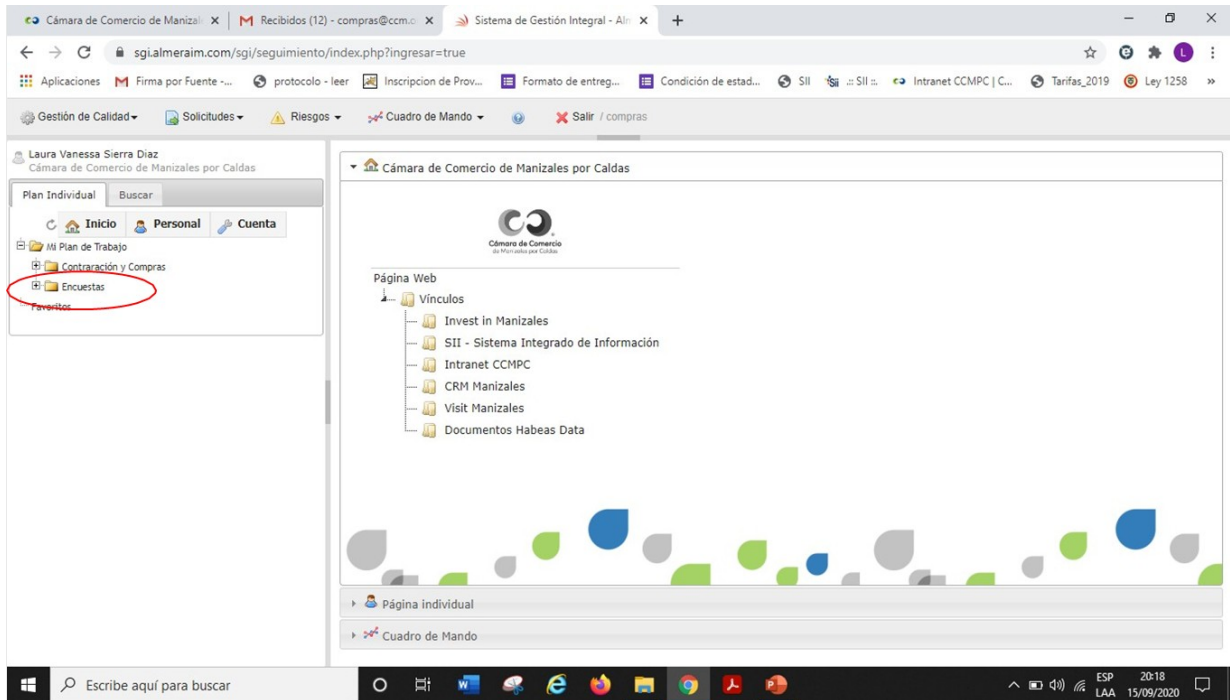 Cámara de Comercio de Manizal
Recibidos (12) - compras@ccm.c
Sistema de Gestión Integral - Alm
sgi.almeraim.com/sgi/seguimiento/index.php?ingresar=true
L
Aplicaciones Firma por Fuente -... protocolo - leer Inscripcion de Prov... Formato de entreg... Condición de estad... SII Sii .:: SII ::. Intranet CCMPC | C... Tarifas_2019 Ley 1258 »
Gestión de Calidad Solicitudes Riesgos Cuadro de Mando Salir / compras
Laura Vanessa Sierra Diaz
Cámara de Comercio de Manizales por Caldas
Plan Individual Buscar
Inicio Personal Cuenta
Mi Plan de Trabajo
Contraración y Compras
Encuestas
Favoritos
Cámara de Comercio de Manizales por Caldas
Cámara de Comercio
de Manizales por Caldas
Página Web
Vínculos
Invest in Manizales
SII - Sistema Integrado de Información
Intranet CCMPC
CRM Manizales
Visit Manizales
Documentos Habeas Data
Página individual
Cuadro de Mando
Escribe aquí para buscar
ESP 20:18
LAA 15/09/2020